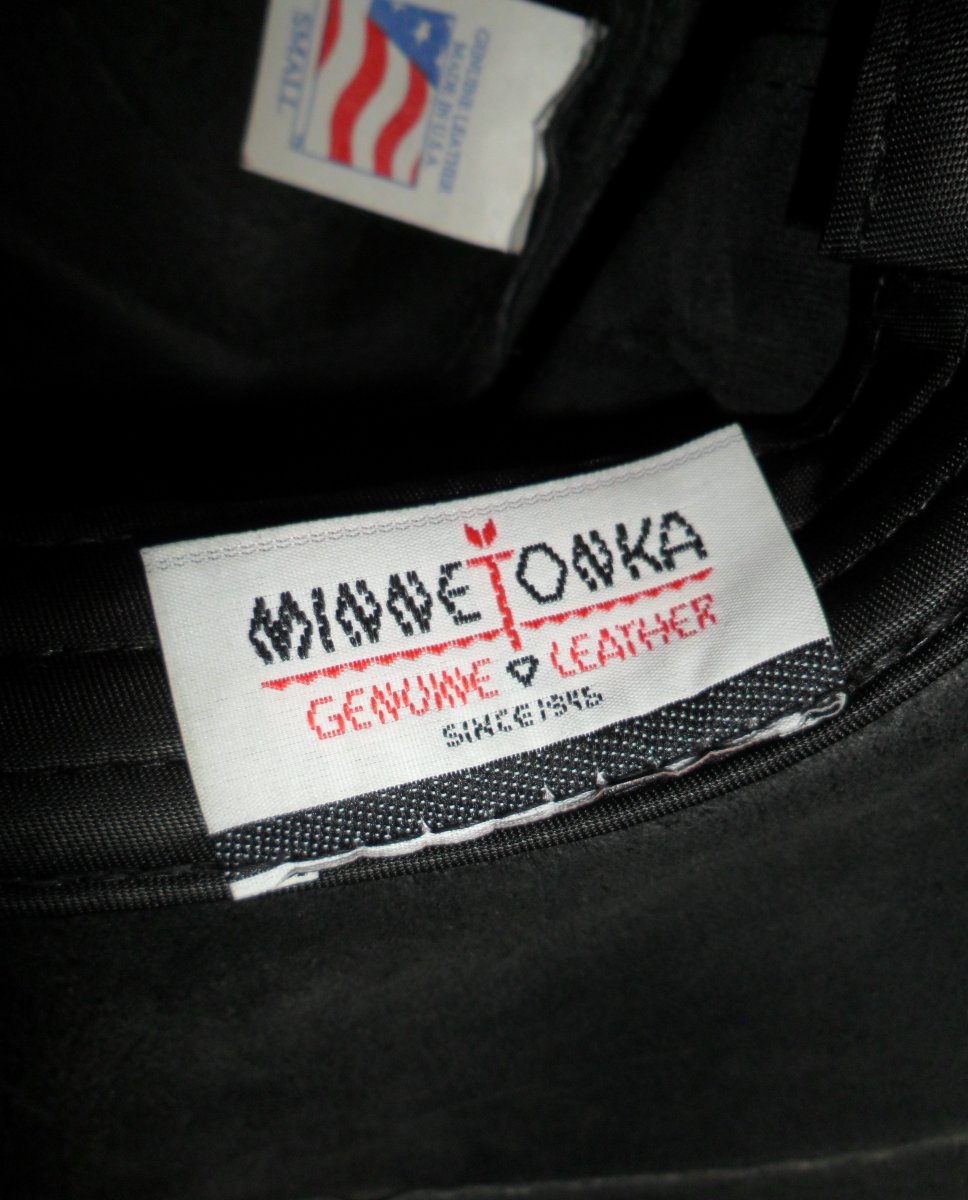 GENUINE LEATHER
MADE IN U.S.A.
SMALL
MINNETONKA
GENUINE LEATHER
SINCE 1946